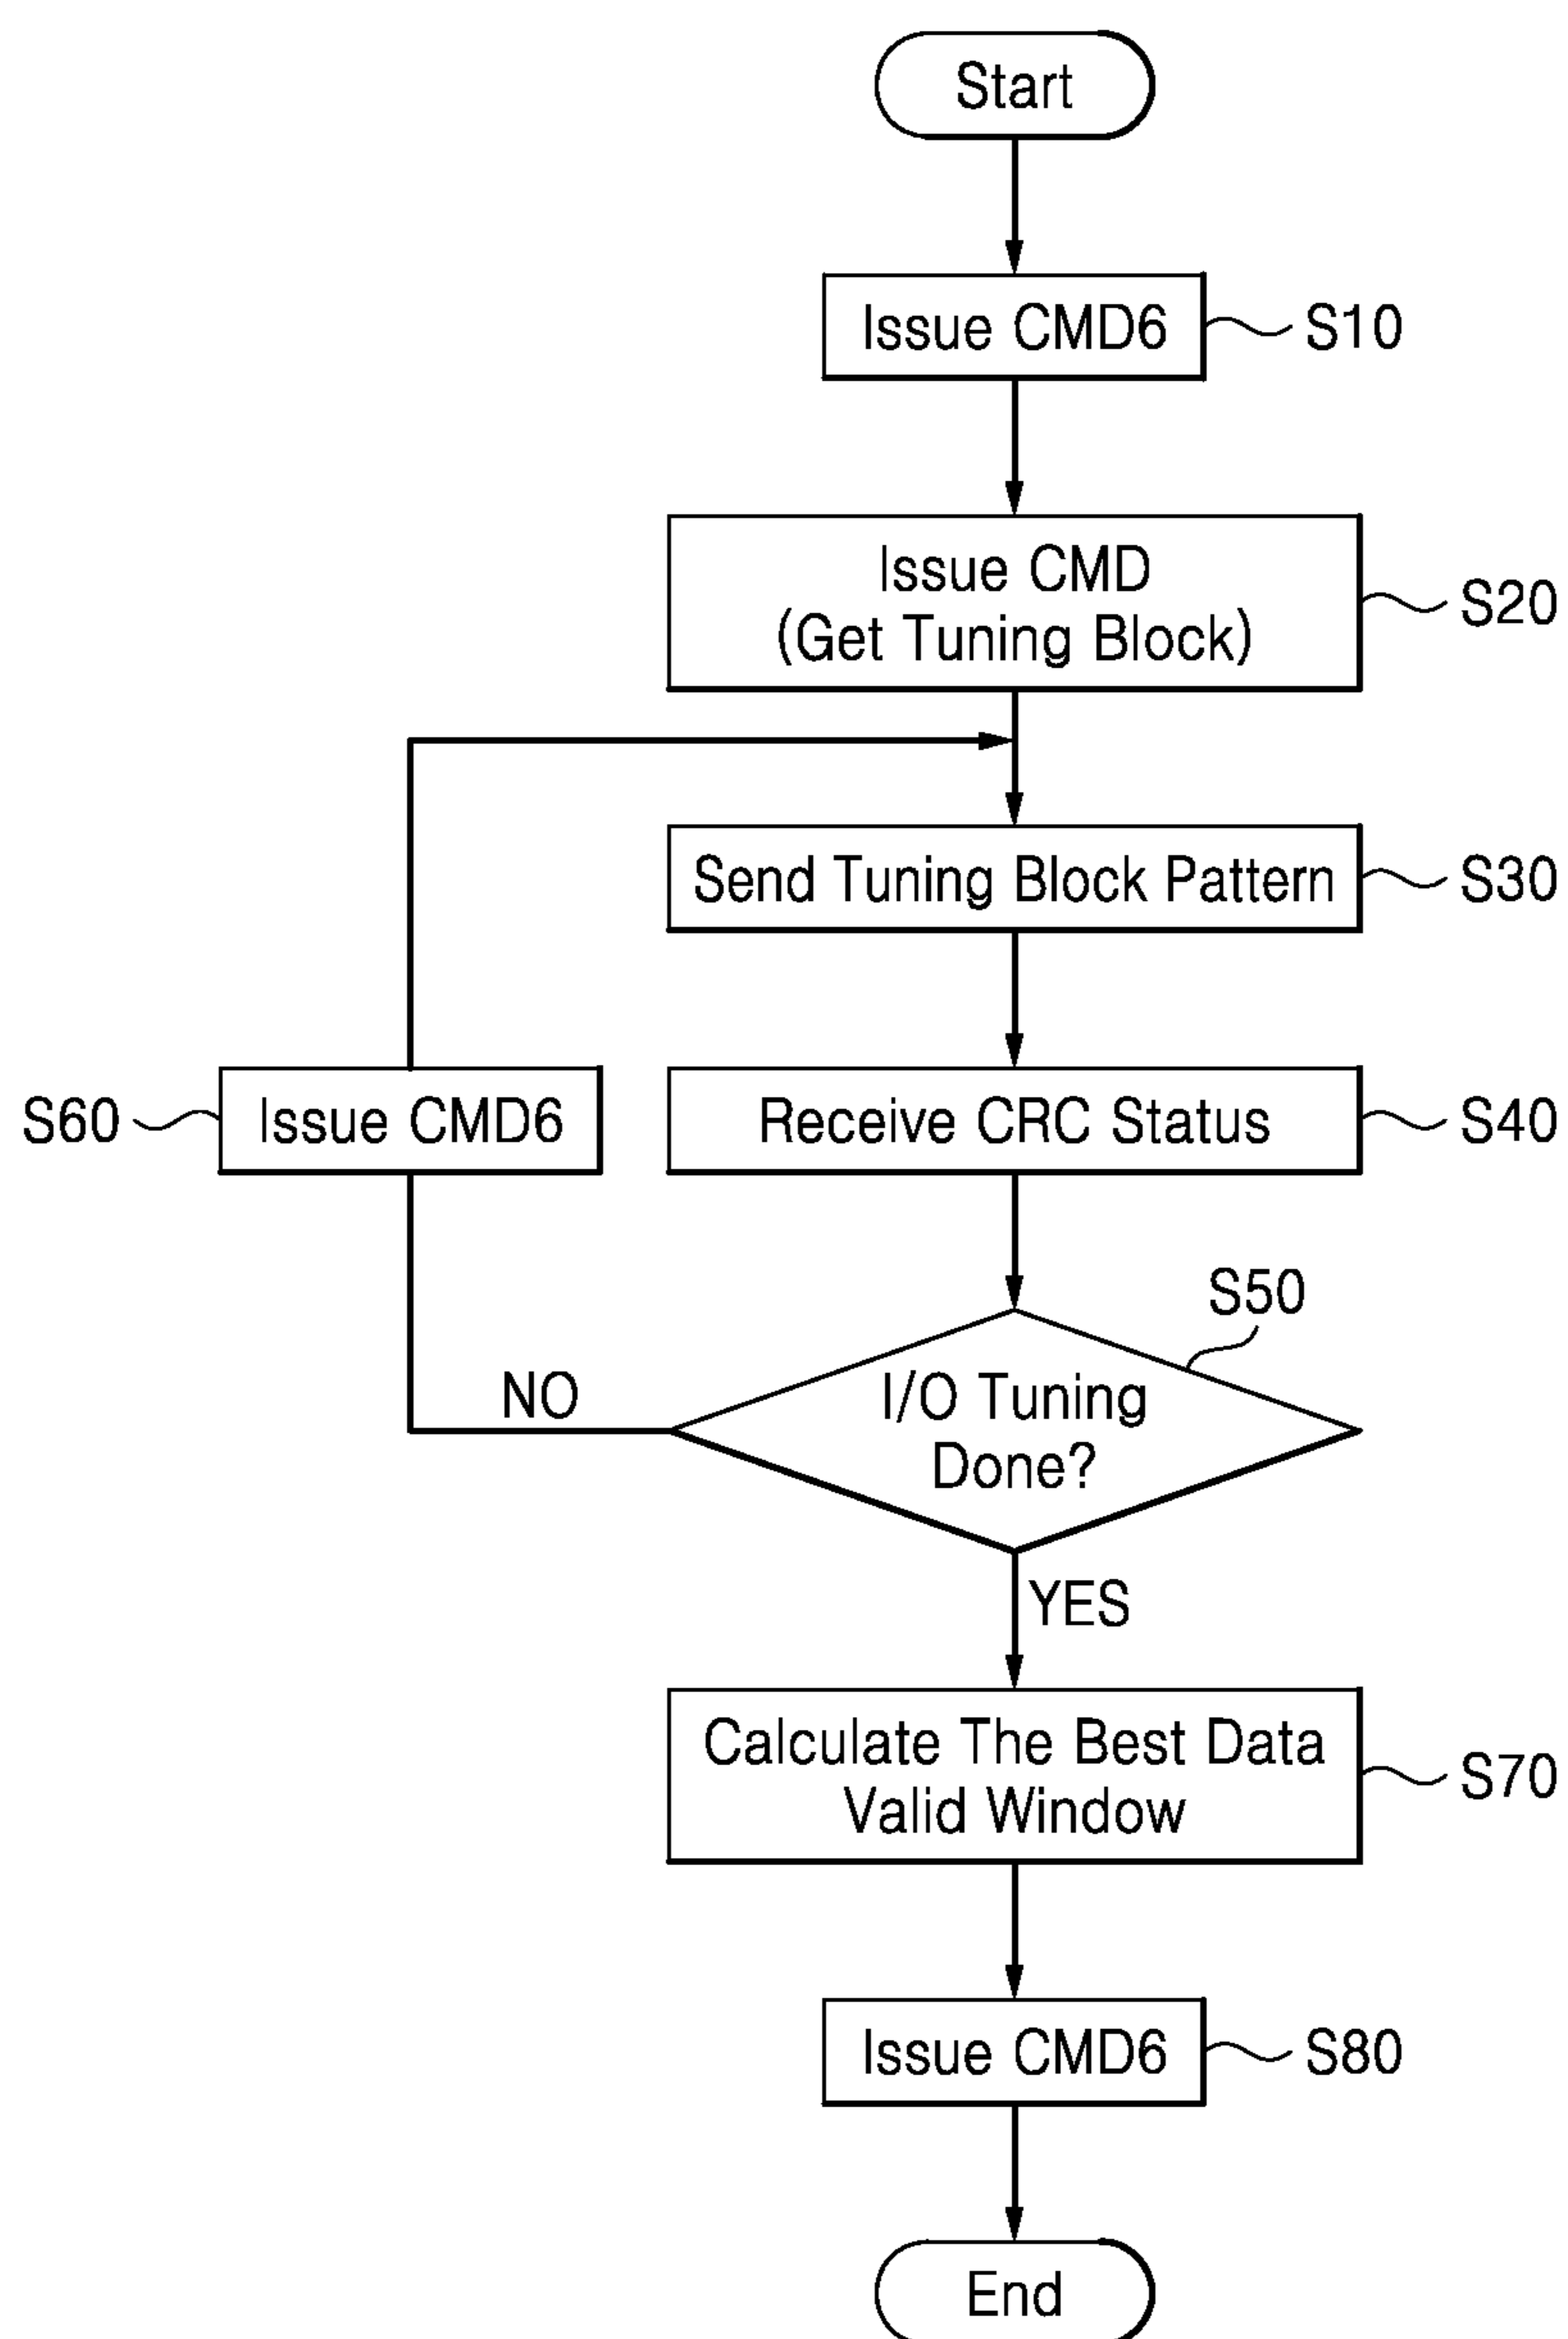 Start
Issue CMD6
S10
Issue CMD
(Get Tuning Block)
S20
Send Tuning Block Pattern
S30
S60
Issue CMD6
Receive CRC Status
S40
S50
NO
I/O Tuning
Done?
YES
Calculate The Best Data
Valid Window
S70
Issue CMD6
S80
End